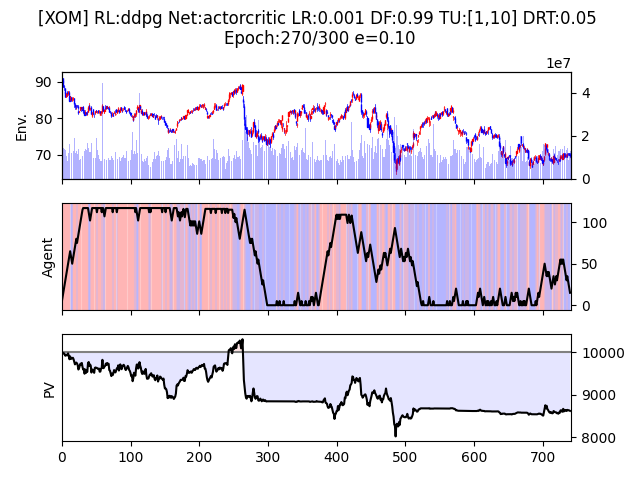 [XOM] RL:ddpg Net:actorcritic LR:0.001 DF:0.99 TU:[1,10] DRT:0.05
Epoch:270/300 e=0.10
1e7
90
80
70
Env.
4
2
0
Agent
100
50
0
PV
10000
9000
8000
0 100 200 300 400 500 600 700